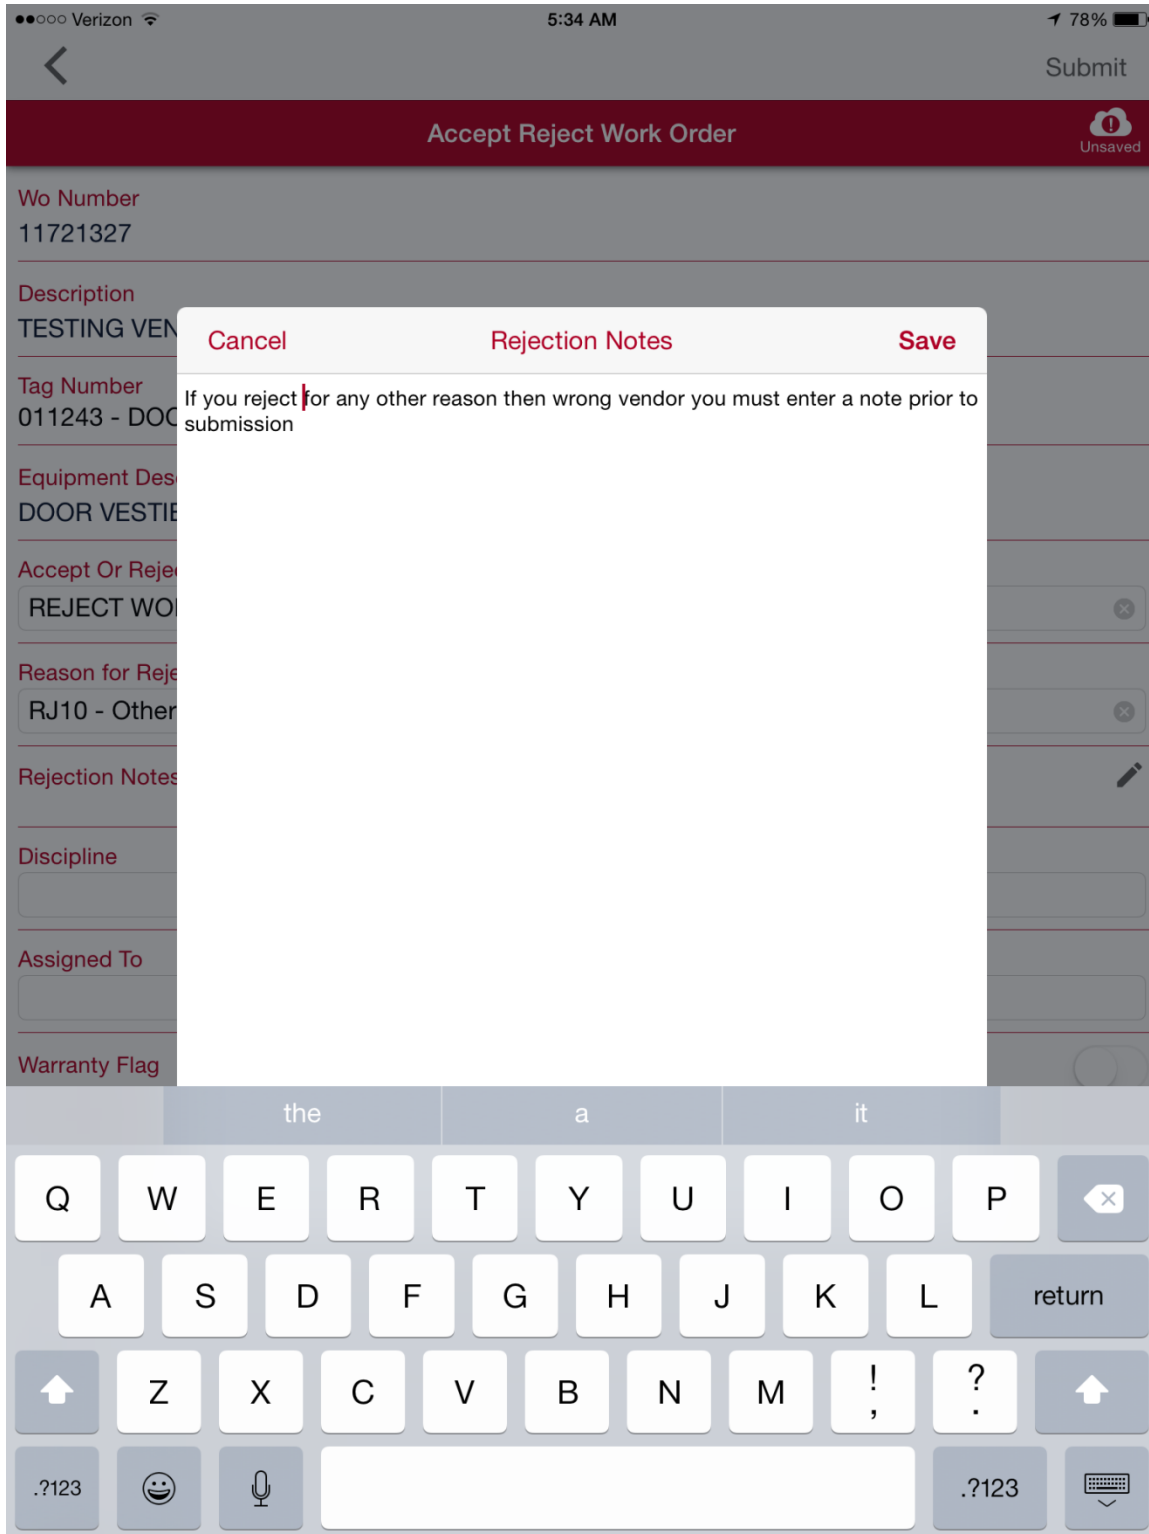 Verizon 5:34 AM 78%
Submit
Accept Reject Work Order
Unsaved
Wo Number
11721327
Description
TESTING VEN
Cancel Rejection Notes Save
If you reject for any other reason then wrong vendor you must enter a note prior to
submission
Tag Number
011243 - DOC
Equipment Des
DOOR VESTIB
Accept Or Reje
REJECT WO
Reason for Reje
RJ10 - Other
Rejection Notes
Discipline
Assigned To
Warranty Flag
the a it
Q W E R T Y U I O P
A S D F G H J K L return
Z X C V B N M ! , ? .
.?123 .?123